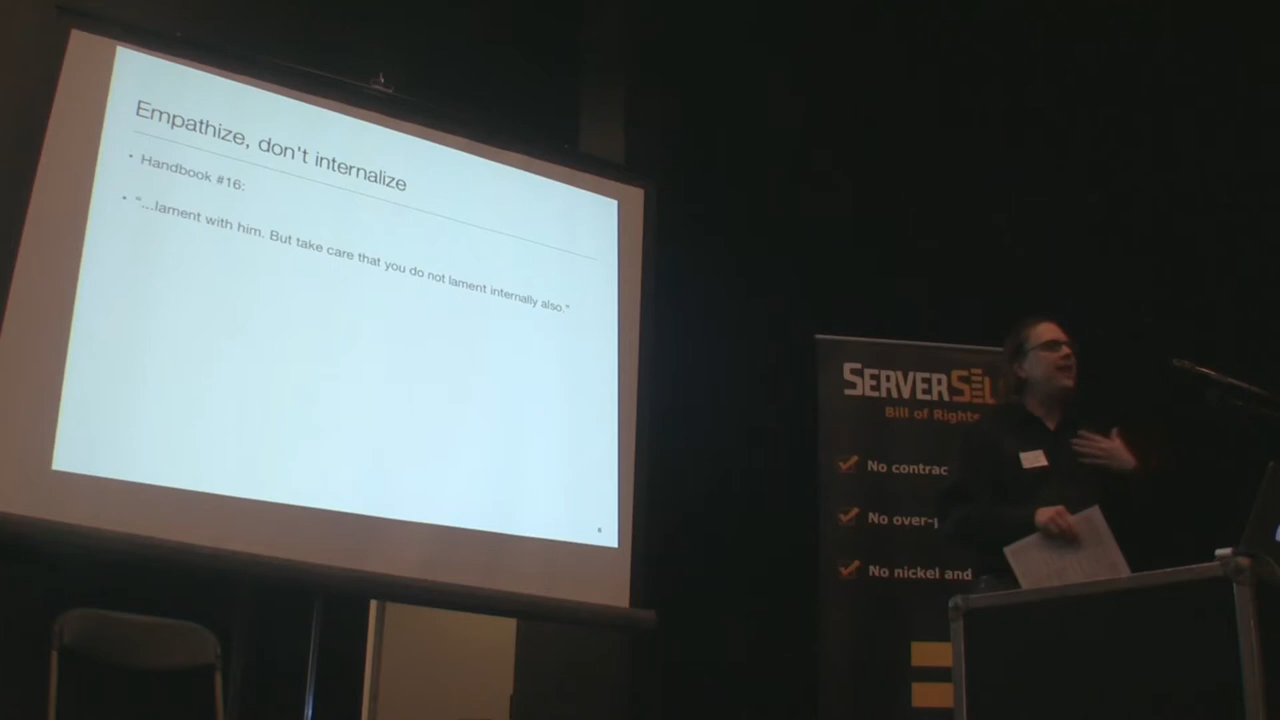 Empathize, don't internalize
• Handbook #16:
• "...lament with him. But take care that you do not lament internally also."
SERVER
Bill of Rights
No contrac
No over-
No nickel and